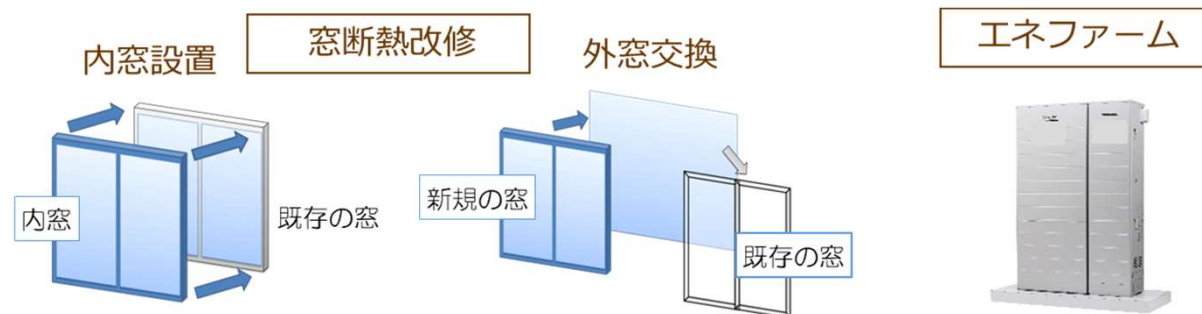 窓断熱改修
内窓設置
外窓交換
内窓
既存の窓
新規の窓
既存の窓
エネファーム